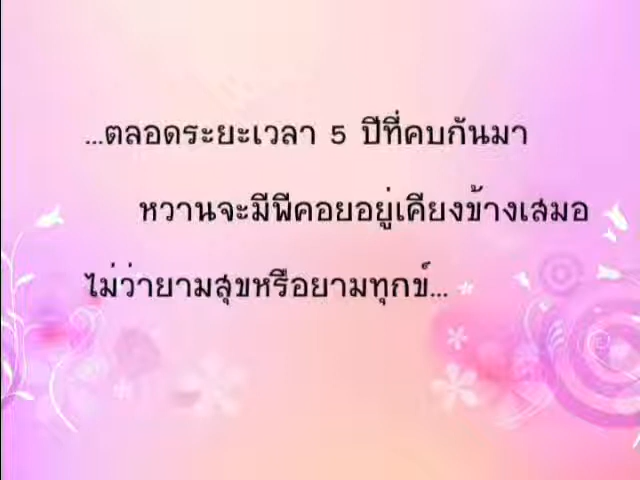 ...ตลอดระยะเวลา 5 ปีที่คบกันมา
หวานจะมีพีคอยอยู่เคียงข้างเสมอ
ไม่ว่ายามสุขหรือยามทุกข์...